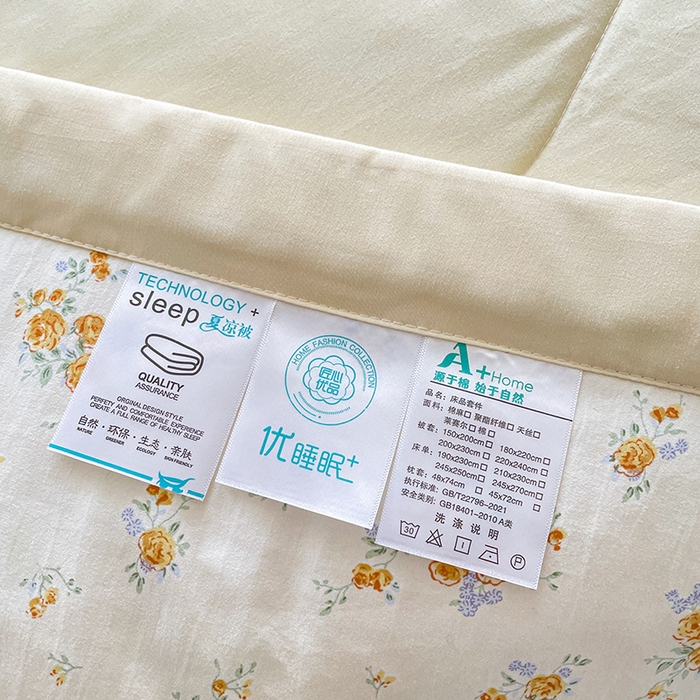 TECHNOLOGY +
sleep 夏凉被
QUALITY
ASSURANCE
ORIGINAL DESIGN STYLE
PERFETY AND COMFORTABLE EXPERIENCE
CREATE A FULL RANGE OF HEALTHY SLEEP
自然·环保·生态·亲肤
NATURE GREENER ECOLOGY SKIN FRIENDLY
HOME FASHION COLLECTION
匠心
优品
优睡眠+
A+Home
源于棉 始于自然
品名：床品套件
面料：棉麻□ 聚酯纤维□ 天丝□
莱赛尔□ 棉□
被套：150x200cm□ 180x220cm□
200x230cm□ 220x240cm□
床单：190x230cm□ 210x230cm□
245x250cm□ 245x270cm□
枕套：48x74cm□ 45x72cm□
执行标准：GB/T22796-2021
安全类别：GB18401-2010 A类
洗涤说明
30
P